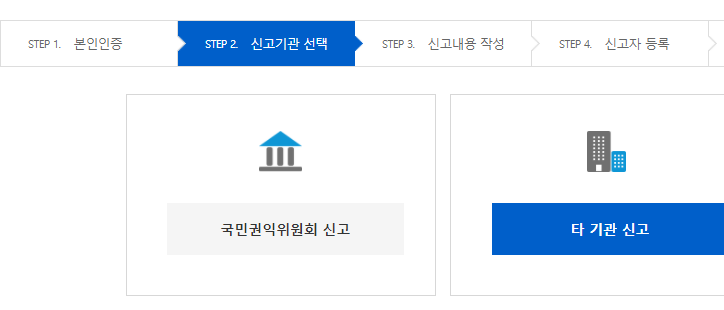 STEP 1. 본인인증
STEP 2. 신고기관 선택
STEP 3. 신고내용 작성
STEP 4. 신고자 등록
국민권익위원회 신고
타 기관 신고